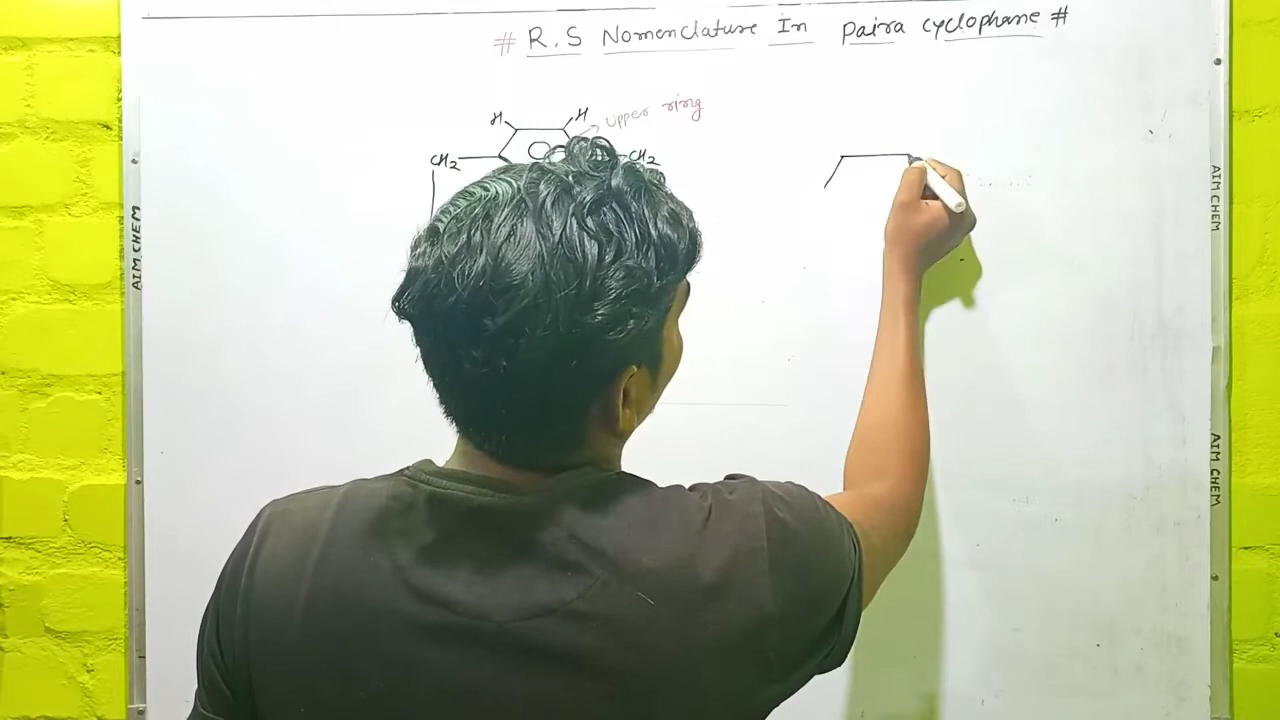 # R.S Nomenclature In Paira cyclophane #
H H upper ring
CH2 CH2
AIM CHEM
AIM CHEM
AIM CHEM